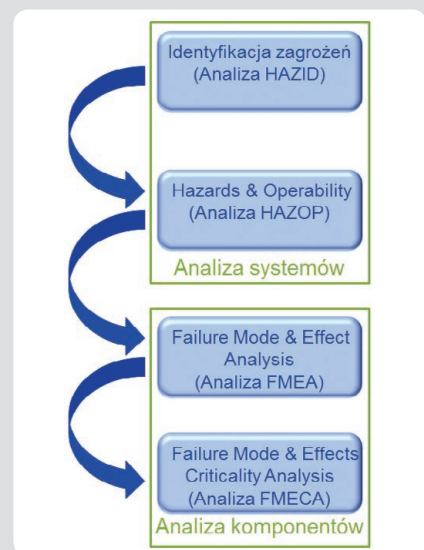 Identyfikacja zagrożeń
(Analiza HAZID)
Hazards & Operability
(Analiza HAZOP)
Analiza systemów
Failure Mode & Effect
Analysis
(Analiza FMEA)
Failure Mode & Effects
Criticality Analysis
(Analiza FMECA)
Analiza komponentów